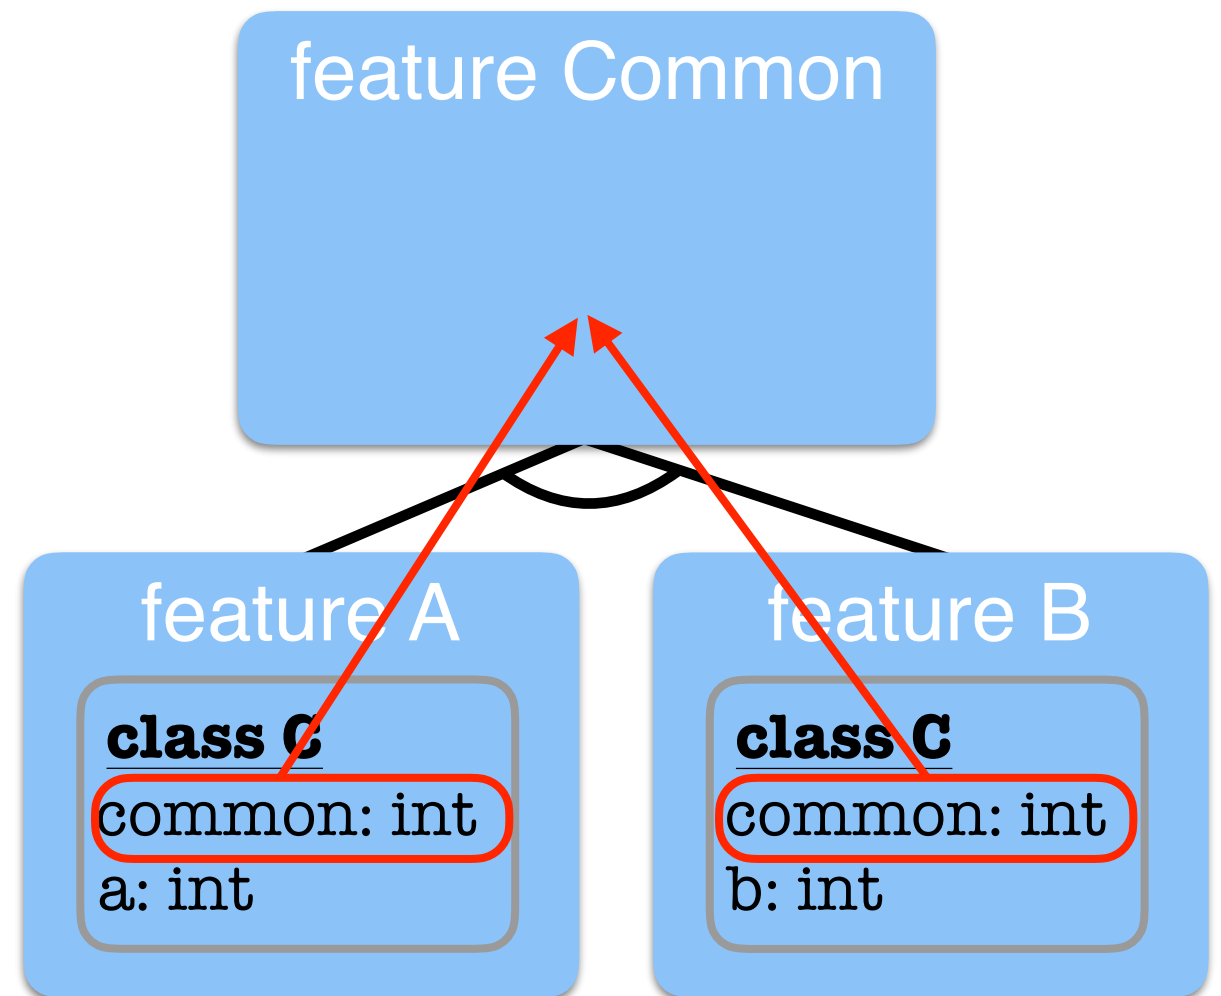 feature Common
feature A
class C
common: int
a: int
feature B
class C
common: int
b: int